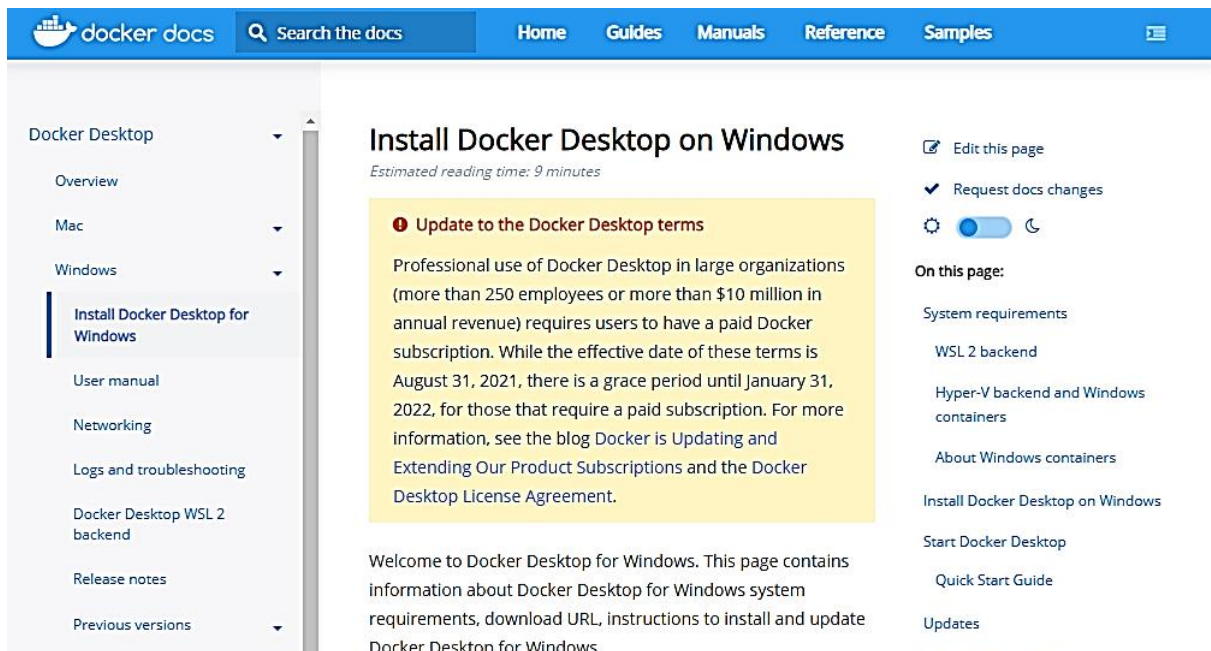 docker docs
Search the docs
Home
Guides
Manuals
Reference
Samples
Docker Desktop
Overview
Mac
Windows
Install Docker Desktop for
Windows
User manual
Networking
Logs and troubleshooting
Docker Desktop WSL 2
backend
Release notes
Previous versions
Install Docker Desktop on Windows
Estimated reading time: 9 minutes
Update to the Docker Desktop terms
Professional use of Docker Desktop in large organizations
(more than 250 employees or more than $10 million in
annual revenue) requires users to have a paid Docker
subscription. While the effective date of these terms is
August 31, 2021, there is a grace period until January 31,
2022, for those that require a paid subscription. For more
information, see the blog Docker is Updating and
Extending Our Product Subscriptions and the Docker
Desktop License Agreement.
Welcome to Docker Desktop for Windows. This page contains
information about Docker Desktop for Windows system
requirements, download URL, instructions to install and update
Docker Desktop for Windows.
Edit this page
Request docs changes
On this page:
System requirements
WSL 2 backend
Hyper-V backend and Windows
containers
About Windows containers
Install Docker Desktop on Windows
Start Docker Desktop
Quick Start Guide
Updates